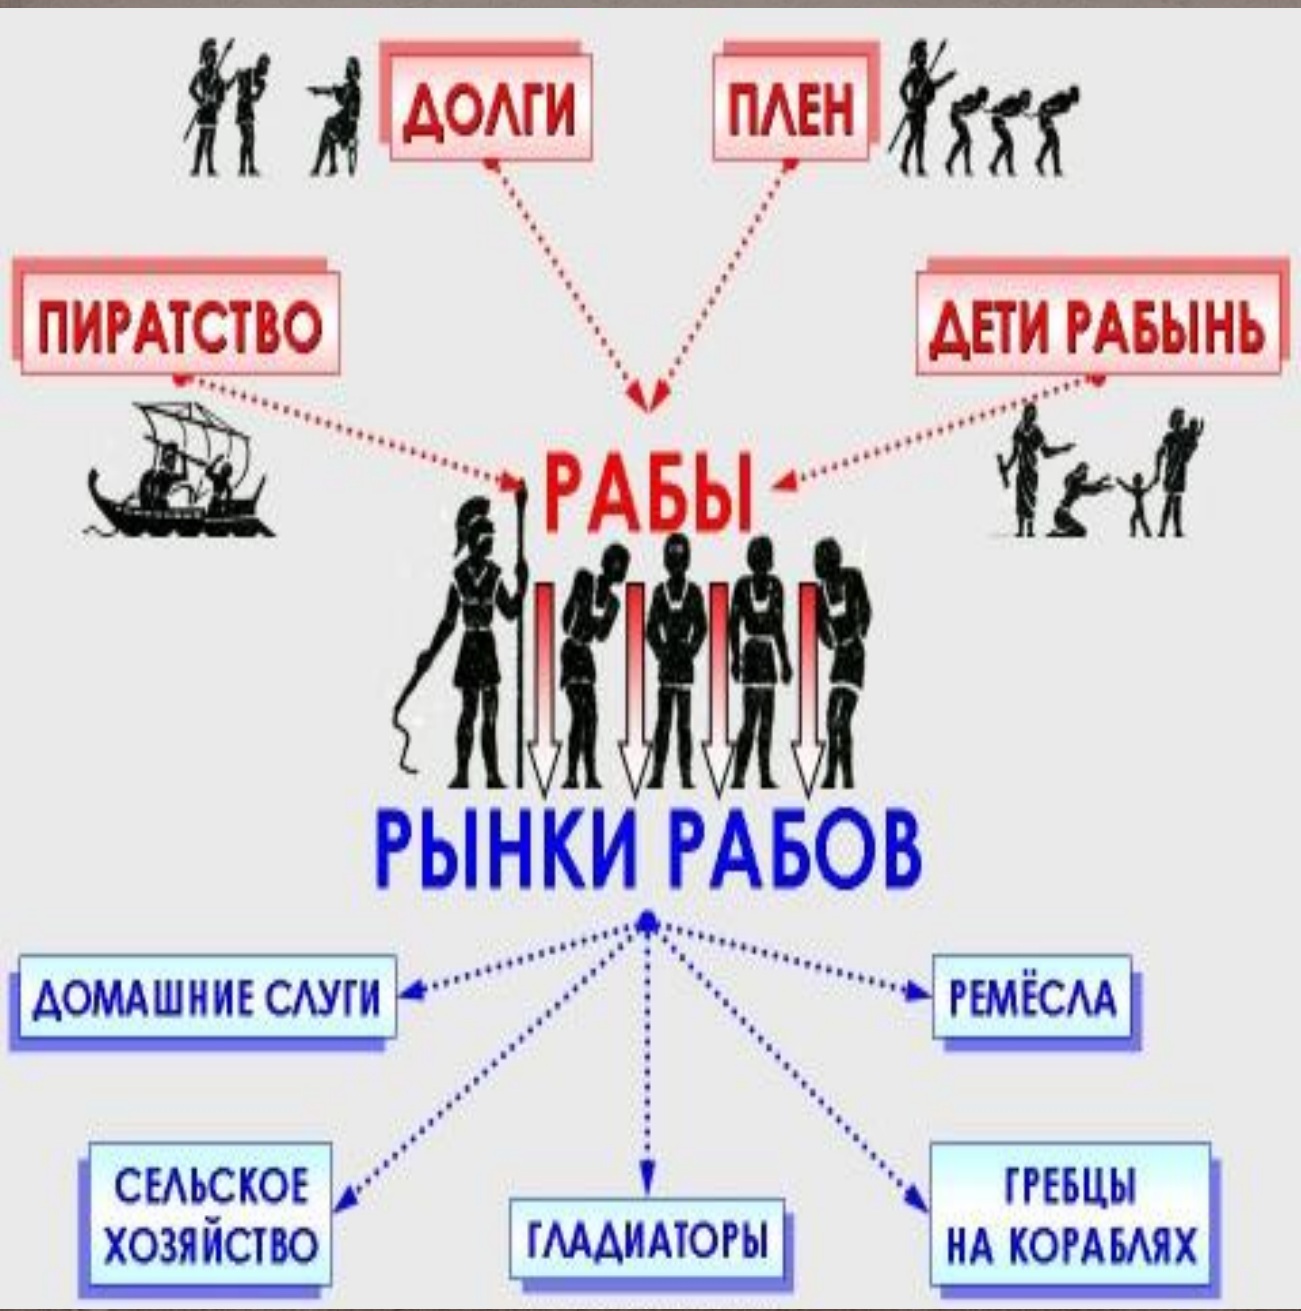 ДОЛГИ
ПЛЕН
ПИРАТСТВО
ДЕТИ РАБЫНЬ
РАБЫ
РЫНКИ РАБОВ
ДОМАШНИЕ СЛУГИ
РЕМЁСЛА
СЕЛЬСКОЕ
ХОЗЯЙСТВО
ГЛАДИАТОРЫ
ГРЕБЦЫ
НА КОРАБЛЯХ